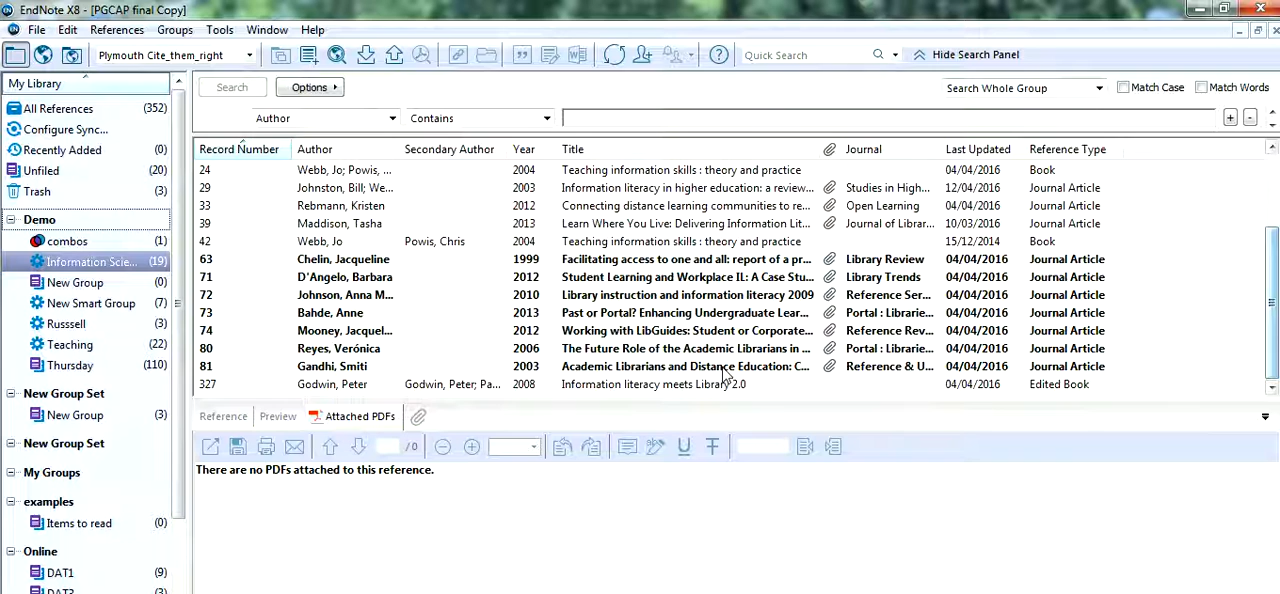 EndNote X8 - [PGCAP final Copy]
File Edit References Groups Tools Window Help
Plymouth Cite_them_right Quick Search Hide Search Panel
My Library
All References (352)
Configure Sync...
Recently Added (0)
Unfiled (170)
Trash (3)
Demo
combos (1)
Information Scie... (19)
New Group (0)
New Smart Group (7)
Russsell (3)
Teaching (22)
Thursday (110)
New Group Set
New Group (3)
New Group Set
My Groups
examples
Items to read (0)
Online
DAT1 (9)
DAT2 (3)
Search Options Search Whole Group Match Case Match Words
Author Contains + -
Record Number Author Secondary Author Year Title Journal Last Updated Reference Type
24 Webb, Jo; Powis, ... 2004 Teaching information skills : theory and practice 04/04/2016 Book
29 Johnston, Bill; We... 2003 Information literacy in higher education: a review... Studies in High... 12/04/2016 Journal Article
33 Rebmann, Kristen 2012 Connecting distance learning communities to re... Open Learning 04/04/2016 Journal Article
39 Maddison, Tasha 2013 Learn Where You Live: Delivering Information Lit... Journal of Librar... 10/03/2016 Journal Article
42 Webb, Jo Powis, Chris 2004 Teaching information skills : theory and practice 15/12/2014 Book
63 Chelin, Jacqueline 1999 Facilitating access to one and all: report of a pr... Library Review 04/04/2016 Journal Article
71 D'Angelo, Barbara 2012 Student Learning and Workplace IL: A Case Stu... Library Trends 04/04/2016 Journal Article
72 Johnson, Anna M... 2010 Library instruction and information literacy 2009 Reference Ser... 04/04/2016 Journal Article
73 Bahde, Anne 2013 Past or Portal? Enhancing Undergraduate Lear... Portal : Librarie... 04/04/2016 Journal Article
74 Mooney, Jacquel... 2012 Working with LibGuides: Student or Corporate... Reference Rev... 04/04/2016 Journal Article
80 Reyes, Verónica 2006 The Future Role of the Academic Librarians in ... Portal : Librarie... 04/04/2016 Journal Article
81 Gandhi, Smiti 2003 Academic Librarians and Distance Education: C... Reference & U... 04/04/2016 Journal Article
327 Godwin, Peter Godwin, Peter; Pa... 2008 Information literacy meets Library 2.0 04/04/2016 Edited Book
Reference Preview Attached PDFs
/0
There are no PDFs attached to this reference.